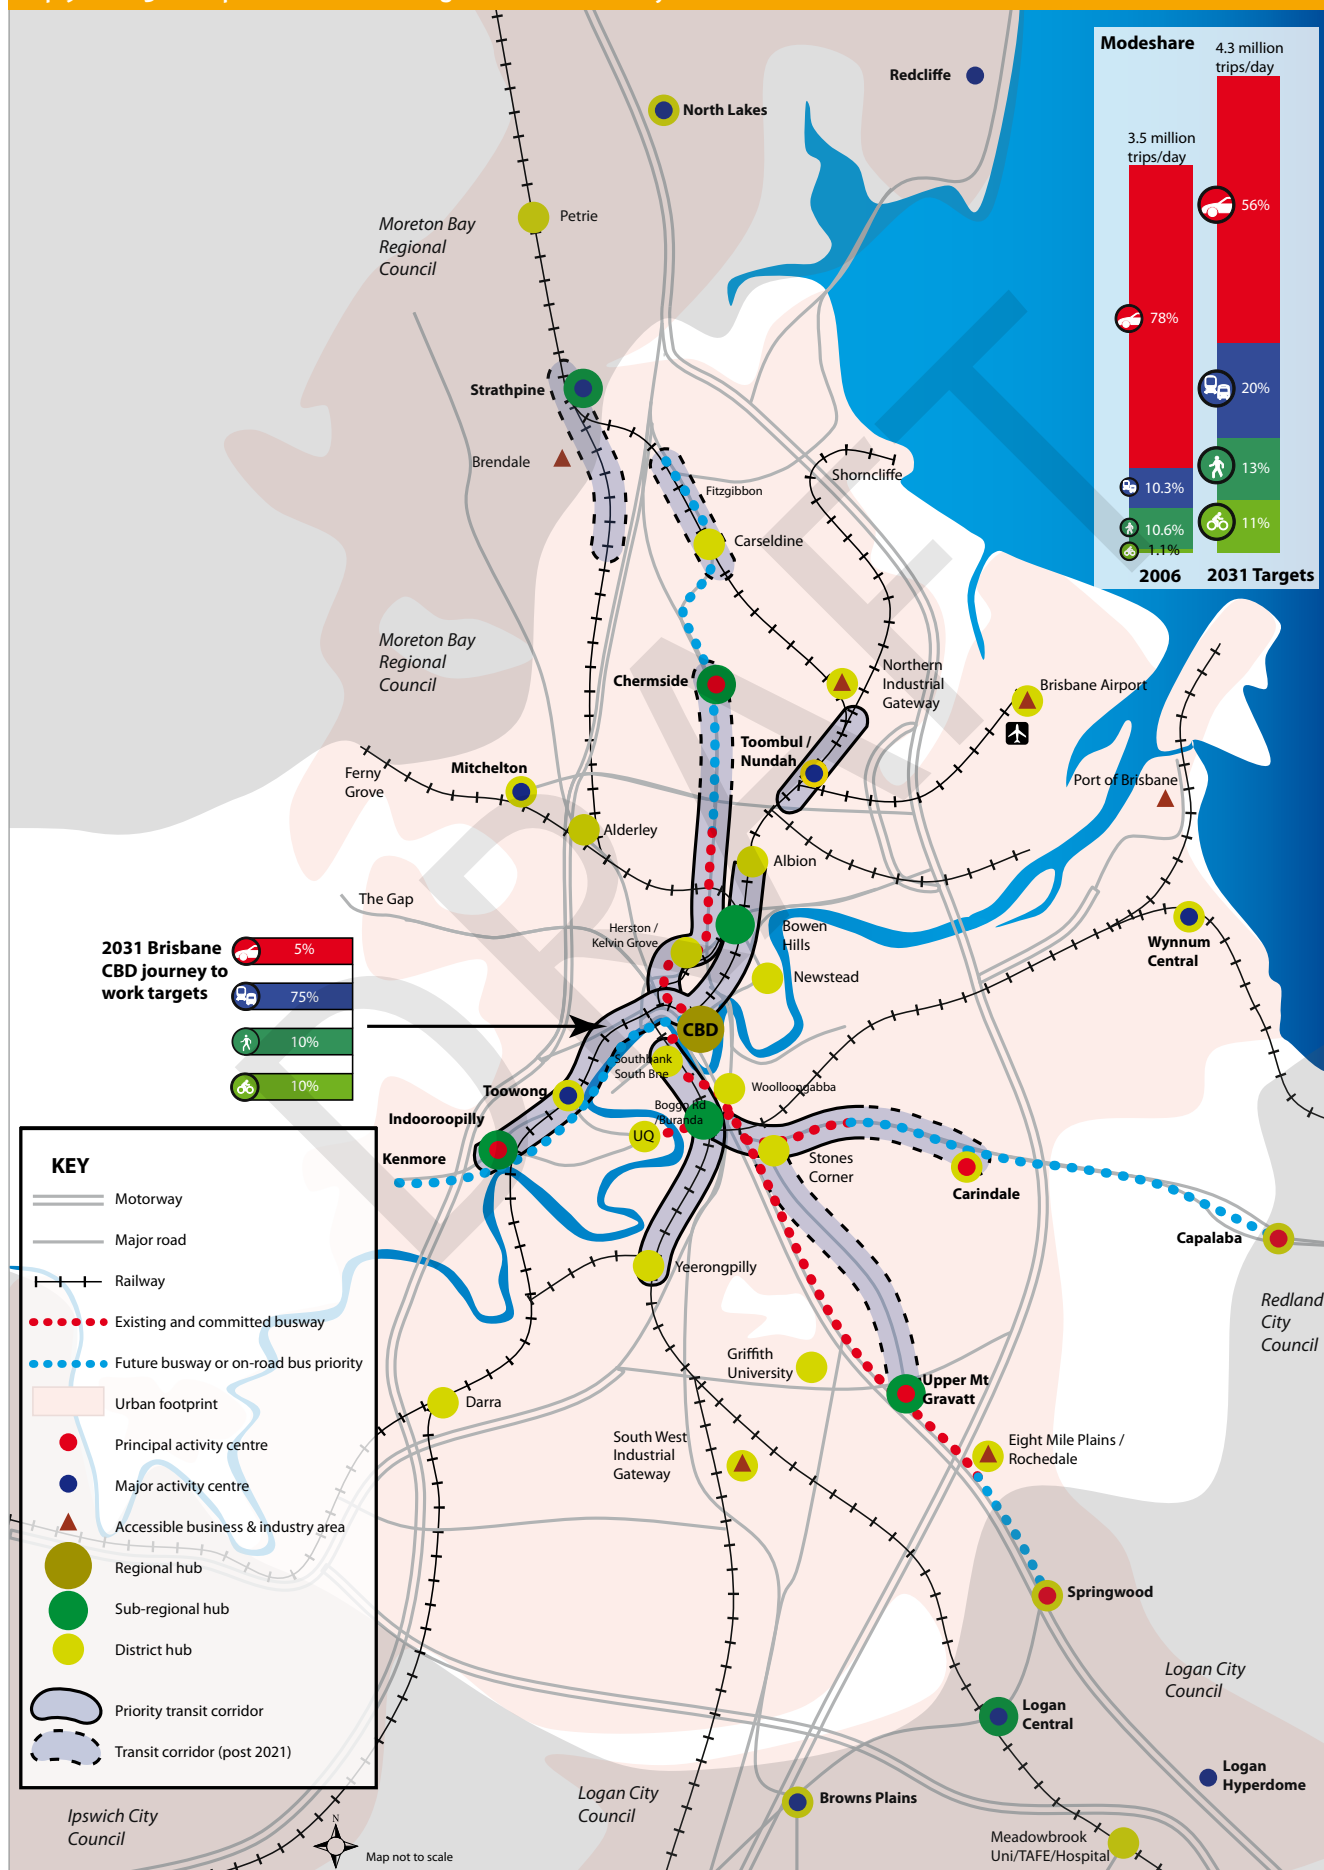 Modeshare
4.3 million
trips/day
3.5 million
trips/day
56%
78%
20%
13%
11%
10.3%
10.6%
1.1%
2006
2031 Targets
Redcliffe
North Lakes
Petrie
Moreton Bay
Regional
Council
Strathpine
Brendale
Shorncliffe
Fitzgibbon
Carseldine
Moreton Bay
Regional
Council
Chermside
Northern
Industrial
Gateway
Brisbane Airport
Toombul /
Nundah
Ferny
Grove
Mitchelton
Port of Brisbane
Alderley
Albion
The Gap
Herston /
Kelvin Grove
Bowen
Hills
Wynnum
Central
Newstead
2031 Brisbane
CBD journey to
work targets
5%
75%
10%
10%
CBD
Southbank
South Bne
Toowong
Woolloongabba
Boggo Rd
/Buranda
Indooroopilly
UQ
Kenmore
Stones
Corner
Carindale
Capalaba
Yeerongpilly
Redland
City
Council
Griffith
University
Upper Mt
Gravatt
Darra
South West
Industrial
Gateway
Eight Mile Plains /
Rochedale
Springwood
Logan City
Council
Logan
Central
Logan
Hyperdome
Browns Plains
Logan City
Council
Meadowbrook
Uni/TAFE/Hospital
KEY
Motorway
Major road
Railway
Existing and committed busway
Future busway or on-road bus priority
Urban footprint
Principal activity centre
Major activity centre
Accessible business & industry area
Regional hub
Sub-regional hub
District hub
Priority transit corridor
Transit corridor (post 2021)
Ipswich City
Council
N
Map not to scale
DRAFT